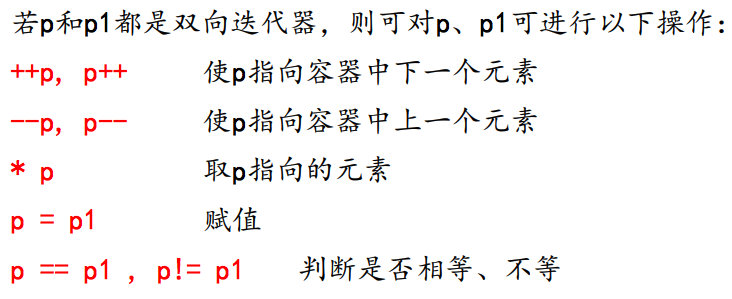 若p和p1都是双向迭代器，则可对p、p1可进行以下操作：
++p, p++ 使p指向容器中下一个元素
--p, p-- 使p指向容器中上一个元素
* p 取p指向的元素
p = p1 赋值
p == p1 , p!= p1 判断是否相等、不等